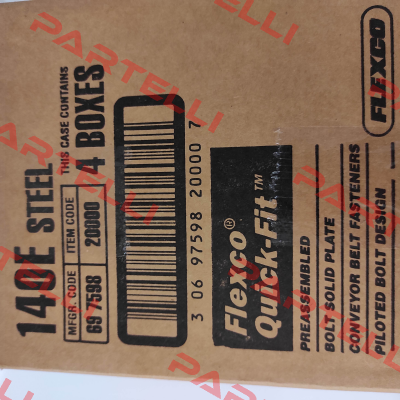 140E STEEL
THIS CASE CONTAINS
MFGR. CODE
ITEM CODE
69 7598
20000
4 BOXES
3 06 97598 20000 7
Flexco®
Quick-Fit™
PREASSEMBLED
BOLT SOLID PLATE
CONVEYOR BELT FASTENERS
PILOTED BOLT DESIGN
FLEXCO
PARTELLI
PARTELLI
PARTELLI